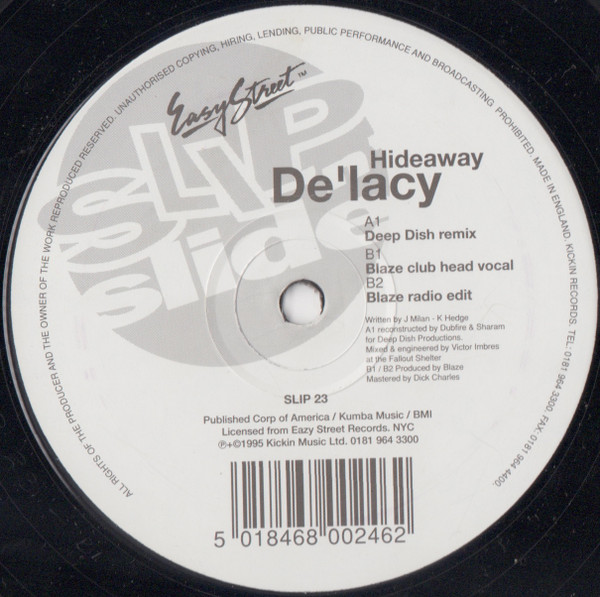 ALL RIGHTS OF THE PRODUCER AND THE OWNER OF THE WORK REPRODUCED RESERVED. UNAUTHORISED COPYING, HIRING, LENDING, PUBLIC PERFORMANCE AND BROADCASTING PROHIBITED. MADE IN ENGLAND, KICKIN RECORDS. TEL: 0181 964 3300 FAX: 0181 964 4400.
Easy Street™
SLIP
Slide
Hideaway
De'lacy
A1
Deep Dish remix
B1
Blaze club head vocal
B2
Blaze radio edit
Written by J Milan - K Hedge
A1 reconstructed by Dubfire & Sharam
for Deep Dish Productions.
Mixed & engineered by Victor Imbres
at the Fallout Shelter
B1 / B2 Produced by Blaze
Mastered by Dick Charles
SLIP 23
Published Corp of America / Kumba Music / BMI
Licensed from Eazy Street Records. NYC
℗+©1995 Kickin Music Ltd. 0181 964 3300
5 018468 002462